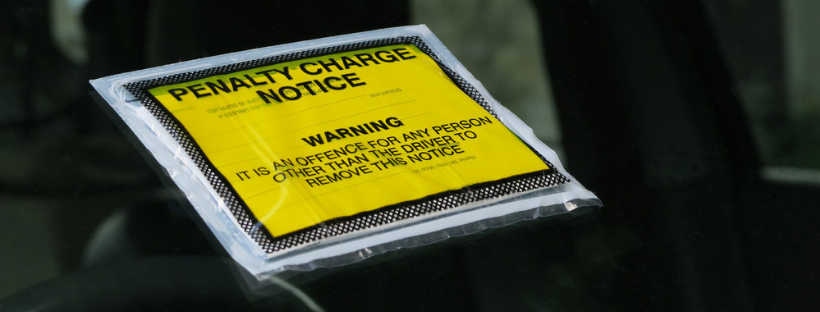 PENALTY CHARGE
NOTICE
WARNING
IT IS AN OFFENCE FOR ANY PERSON
OTHER THAN THE DRIVER TO
REMOVE THIS NOTICE